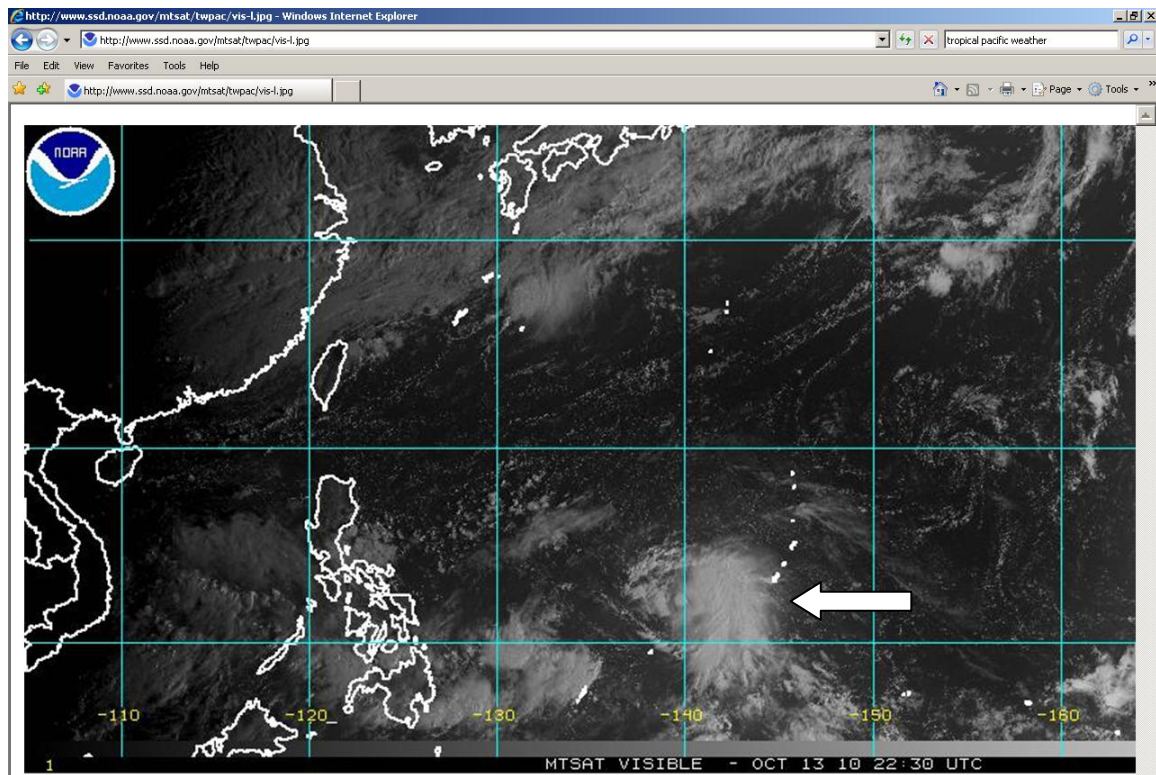 http://www.ssd.noaa.gov/mtsat/twpac/vis-l.jpg - Windows Internet Explorer
http://www.ssd.noaa.gov/mtsat/twpac/vis-l.jpg
tropical pacific weather
File Edit View Favorites Tools Help
http://www.ssd.noaa.gov/mtsat/twpac/vis-l.jpg
Page Tools
NOAA
-110 -120 -130 -140 -150 -160
1 MTSAT VISIBLE - OCT 13 10 22:30 UTC